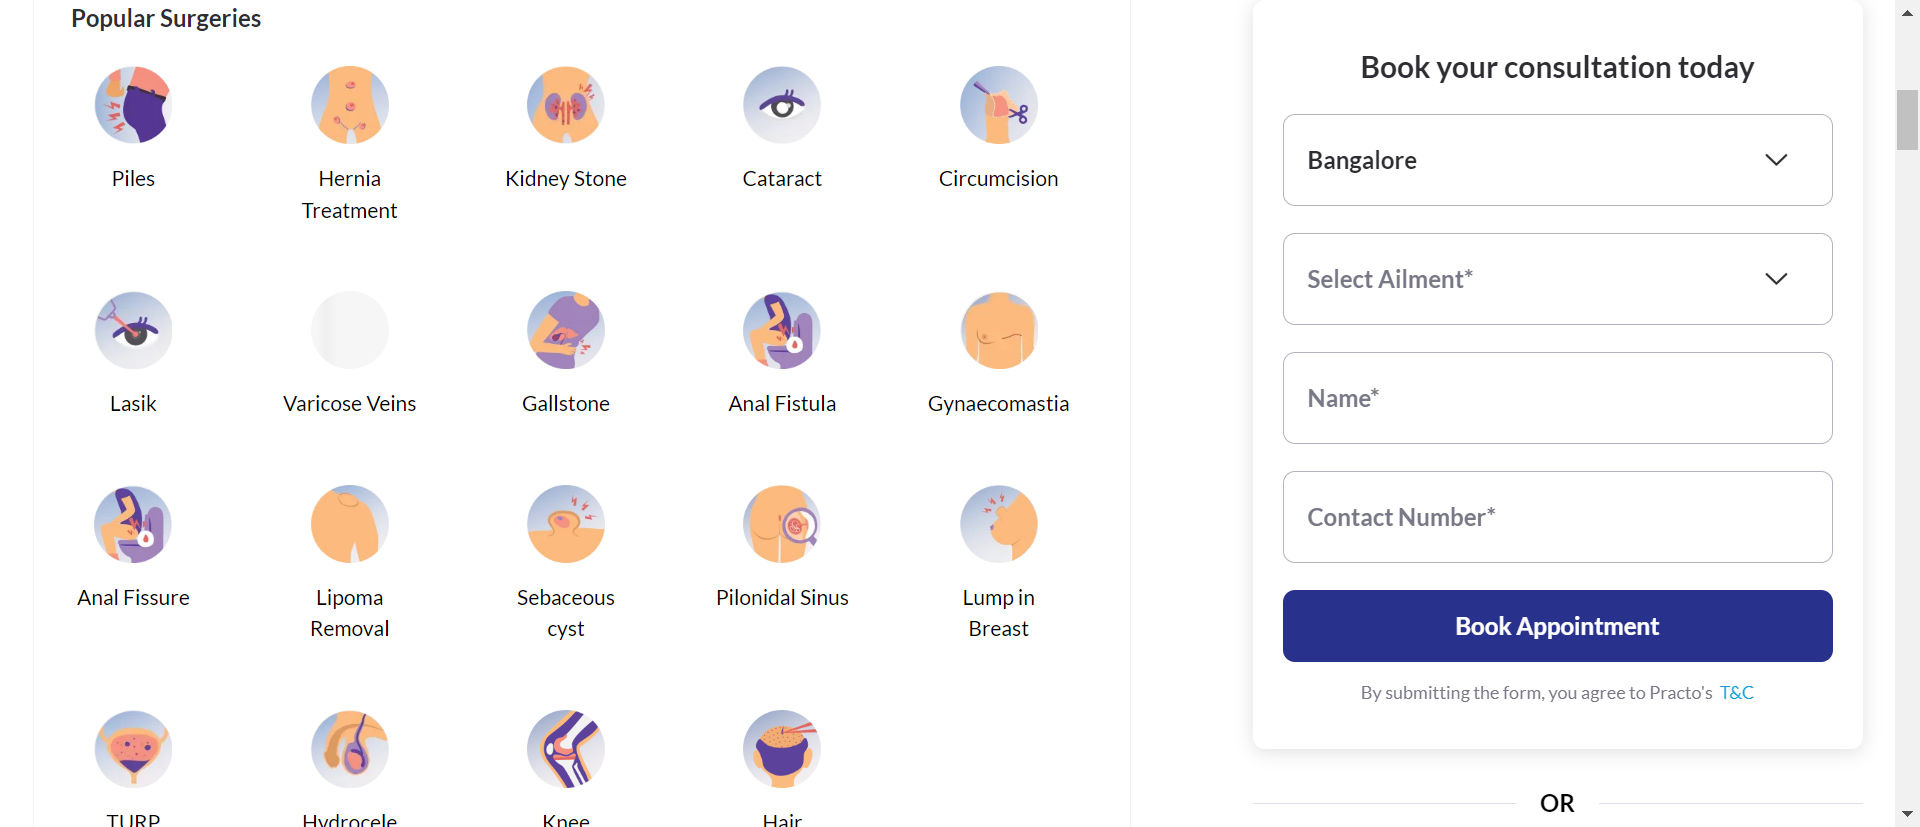 Popular Surgeries
Piles
Hernia
Treatment
Kidney Stone
Cataract
Circumcision
Lasik
Varicose Veins
Gallstone
Anal Fistula
Gynaecomastia
Anal Fissure
Lipoma
Removal
Sebaceous
cyst
Pilonidal Sinus
Lump in
Breast
TURP
Hydrocele
Knee
Hair
Book your consultation today
Bangalore
Select Ailment*
Name*
Contact Number*
Book Appointment
By submitting the form, you agree to Practo's T&C
OR